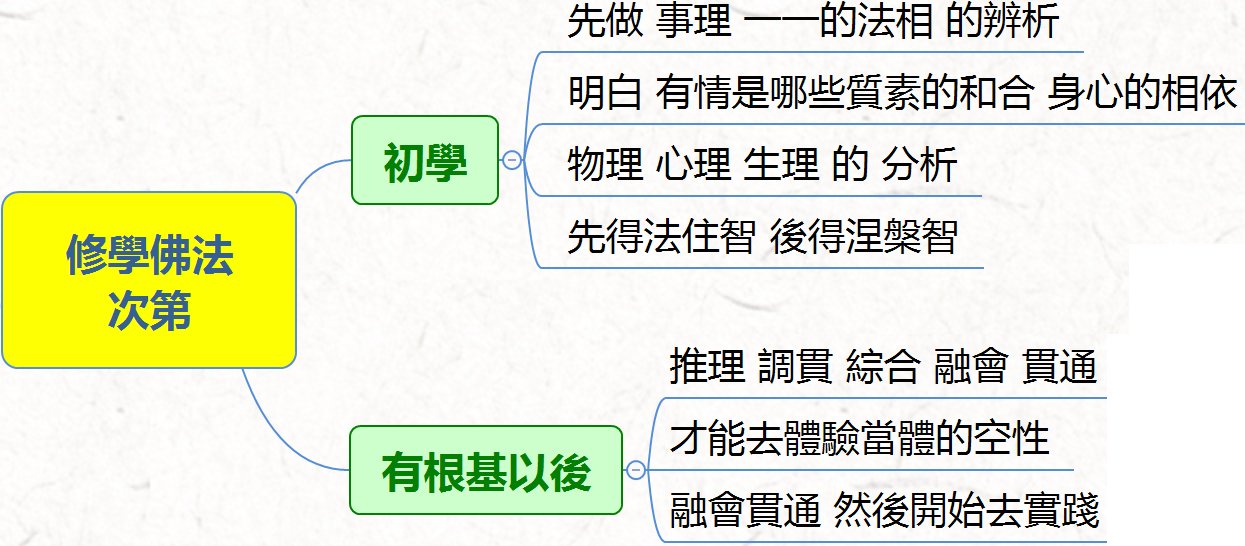 修學佛法
次第
初學
先做 事理 一一的法相 的辨析
明白 有情是哪些質素的和合 身心的相依
物理 心理 生理 的 分析
先得法住智 後得涅槃智
有根基以後
推理 調貫 綜合 融會 貫通
才能去體驗當體的空性
融會貫通 然後開始去實踐